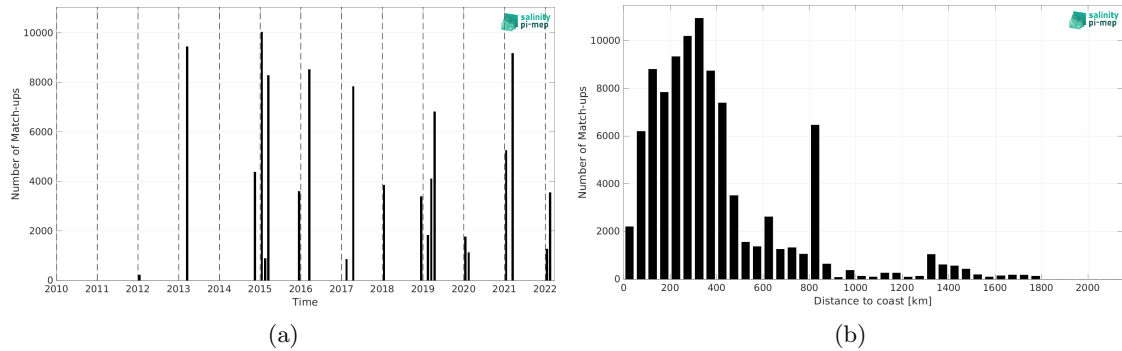 salinity
pi-mep
10000
8000
6000
4000
2000
0
Number of Match-ups
2010 2011 2012 2013 2014 2015 2016 2017 2018 2019 2020 2021 2022
Time
(a)
salinity
pi-mep
10000
8000
6000
4000
2000
0
Number of Match-ups
0 200 400 600 800 1000 1200 1400 1600 1800 2000
Distance to coast [km]
(b)